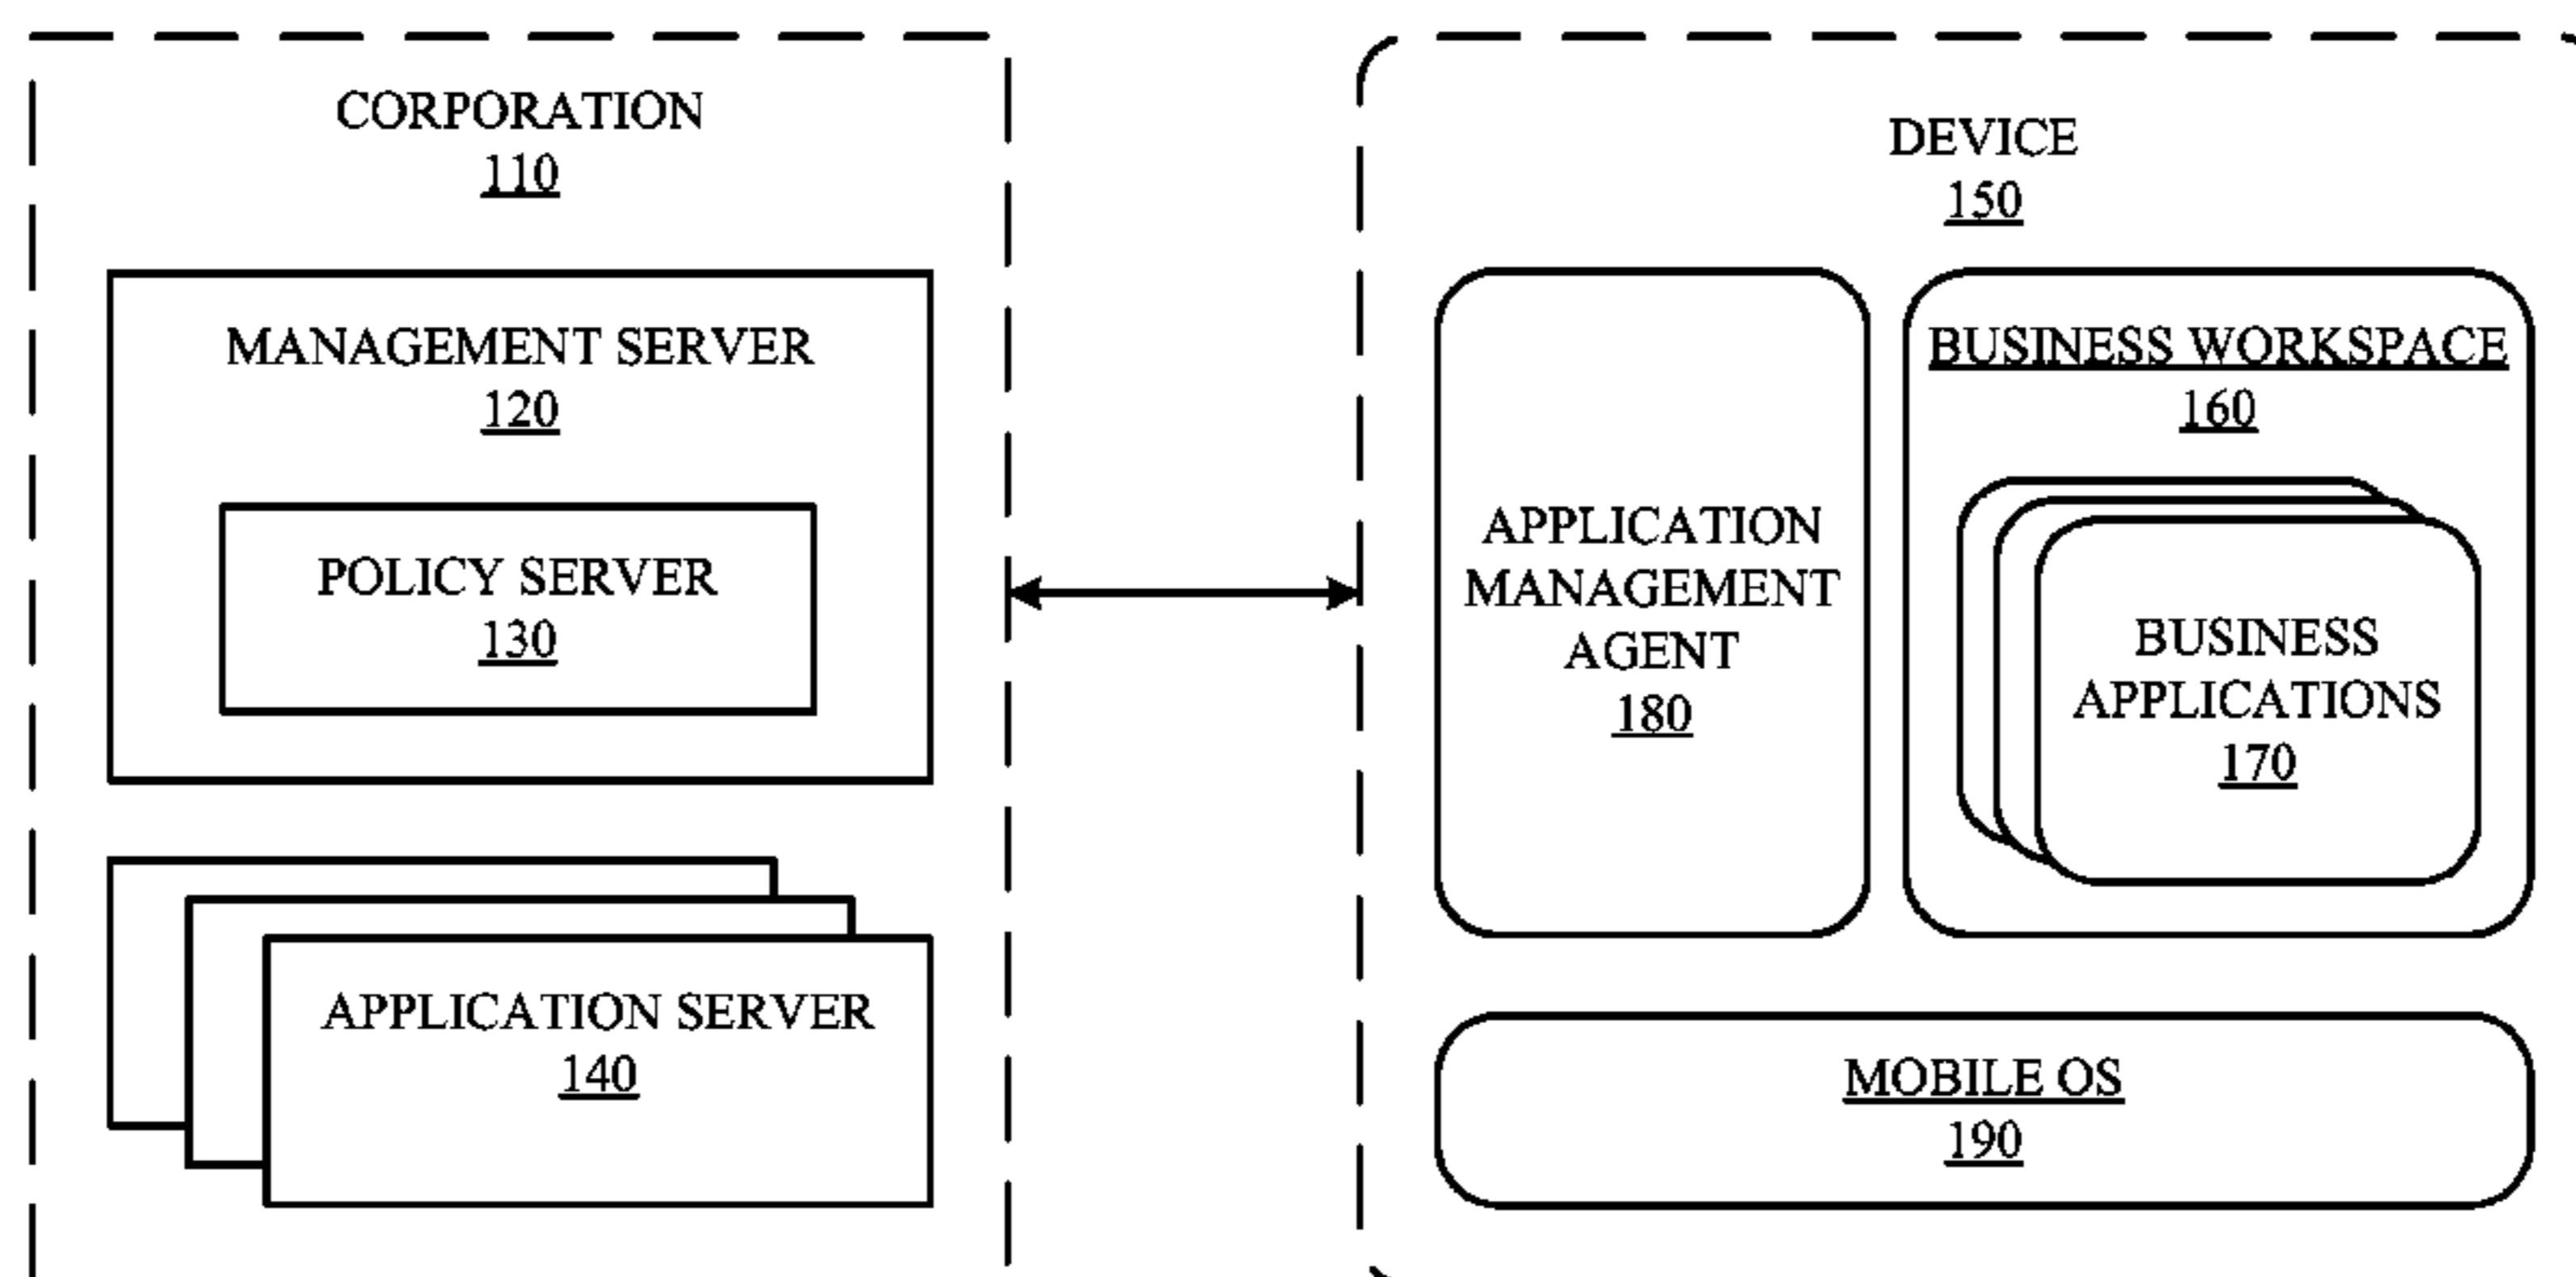 CORPORATION
110
MANAGEMENT SERVER
120
POLICY SERVER
130
APPLICATION SERVER
140
DEVICE
150
APPLICATION
MANAGEMENT
AGENT
180
BUSINESS WORKSPACE
160
BUSINESS
APPLICATIONS
170
MOBILE OS
190